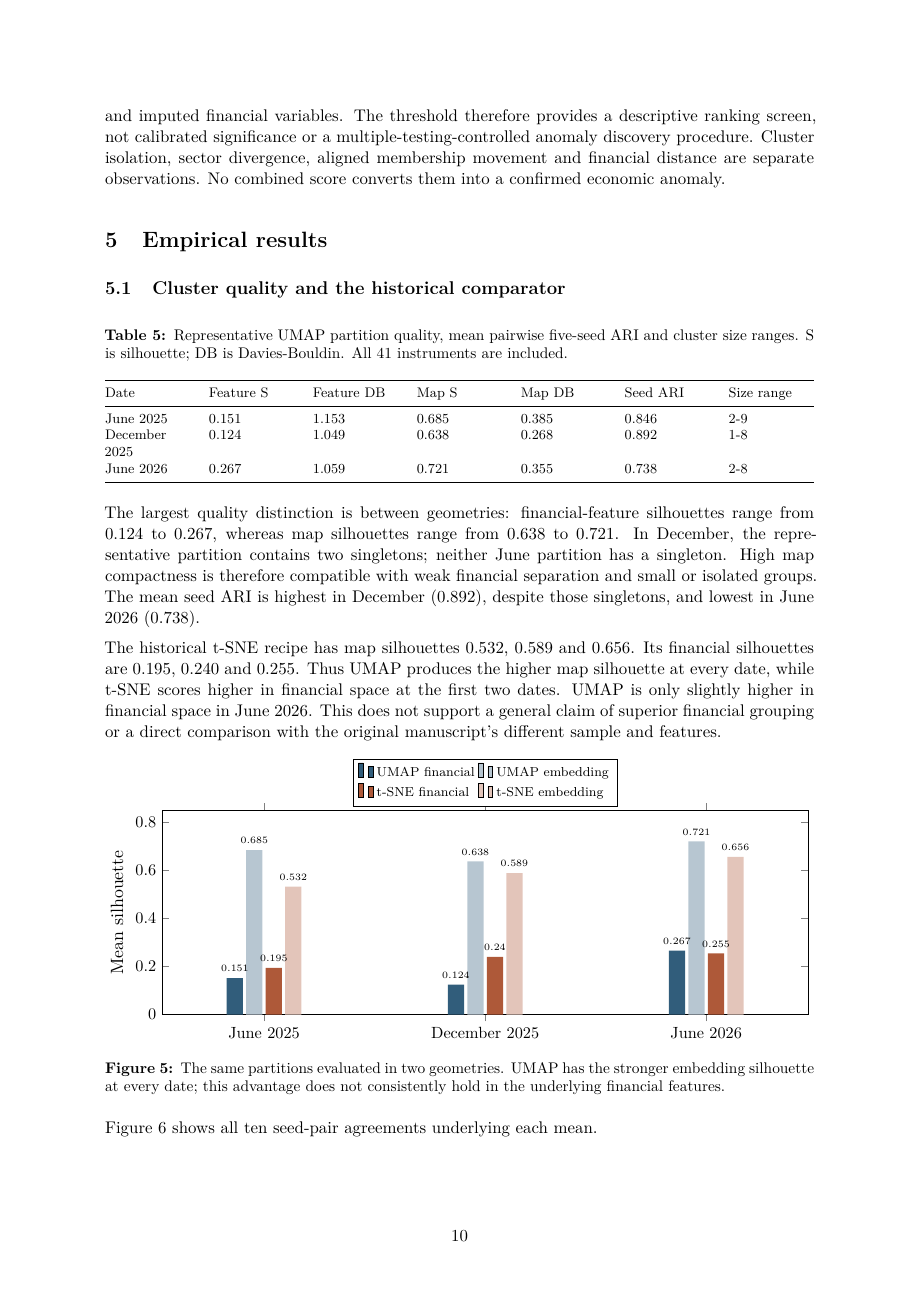 and imputed financial variables. The threshold therefore provides a descriptive ranking screen,
not calibrated significance or a multiple-testing-controlled anomaly discovery procedure. Cluster
isolation, sector divergence, aligned membership movement and financial distance are separate
observations. No combined score converts them into a confirmed economic anomaly.
5 Empirical results
5.1 Cluster quality and the historical comparator
Table 5: Representative UMAP partition quality, mean pairwise five-seed ARI and cluster size ranges. S
is silhouette; DB is Davies-Bouldin. All 41 instruments are included.
Date Feature S Feature DB Map S Map DB Seed ARI Size range
June 2025 0.151 1.153 0.685 0.385 0.846 2-9
December 0.124 1.049 0.638 0.268 0.892 1-8
2025
June 2026 0.267 1.059 0.721 0.355 0.738 2-8
The largest quality distinction is between geometries: financial-feature silhouettes range from
0.124 to 0.267, whereas map silhouettes range from 0.638 to 0.721. In December, the repre-
sentative partition contains two singletons; neither June partition has a singleton. High map
compactness is therefore compatible with weak financial separation and small or isolated groups.
The mean seed ARI is highest in December (0.892), despite those singletons, and lowest in June
2026 (0.738).
The historical t-SNE recipe has map silhouettes 0.532, 0.589 and 0.656. Its financial silhouettes
are 0.195, 0.240 and 0.255. Thus UMAP produces the higher map silhouette at every date, while
t-SNE scores higher in financial space at the first two dates. UMAP is only slightly higher in
financial space in June 2026. This does not support a general claim of superior financial grouping
or a direct comparison with the original manuscript's different sample and features.
UMAP financial UMAP embedding
t-SNE financial t-SNE embedding
Mean silhouette
0.8
0.6
0.4
0.2
0
0.151 0.685 0.195 0.532
0.124 0.638 0.24 0.589
0.267 0.721 0.255 0.656
June 2025 December 2025 June 2026
Figure 5: The same partitions evaluated in two geometries. UMAP has the stronger embedding silhouette
at every date; this advantage does not consistently hold in the underlying financial features.
Figure 6 shows all ten seed-pair agreements underlying each mean.
10